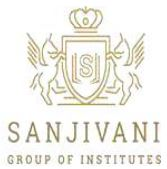 S
SANJIVANI
GROUP OF INSTITUTES